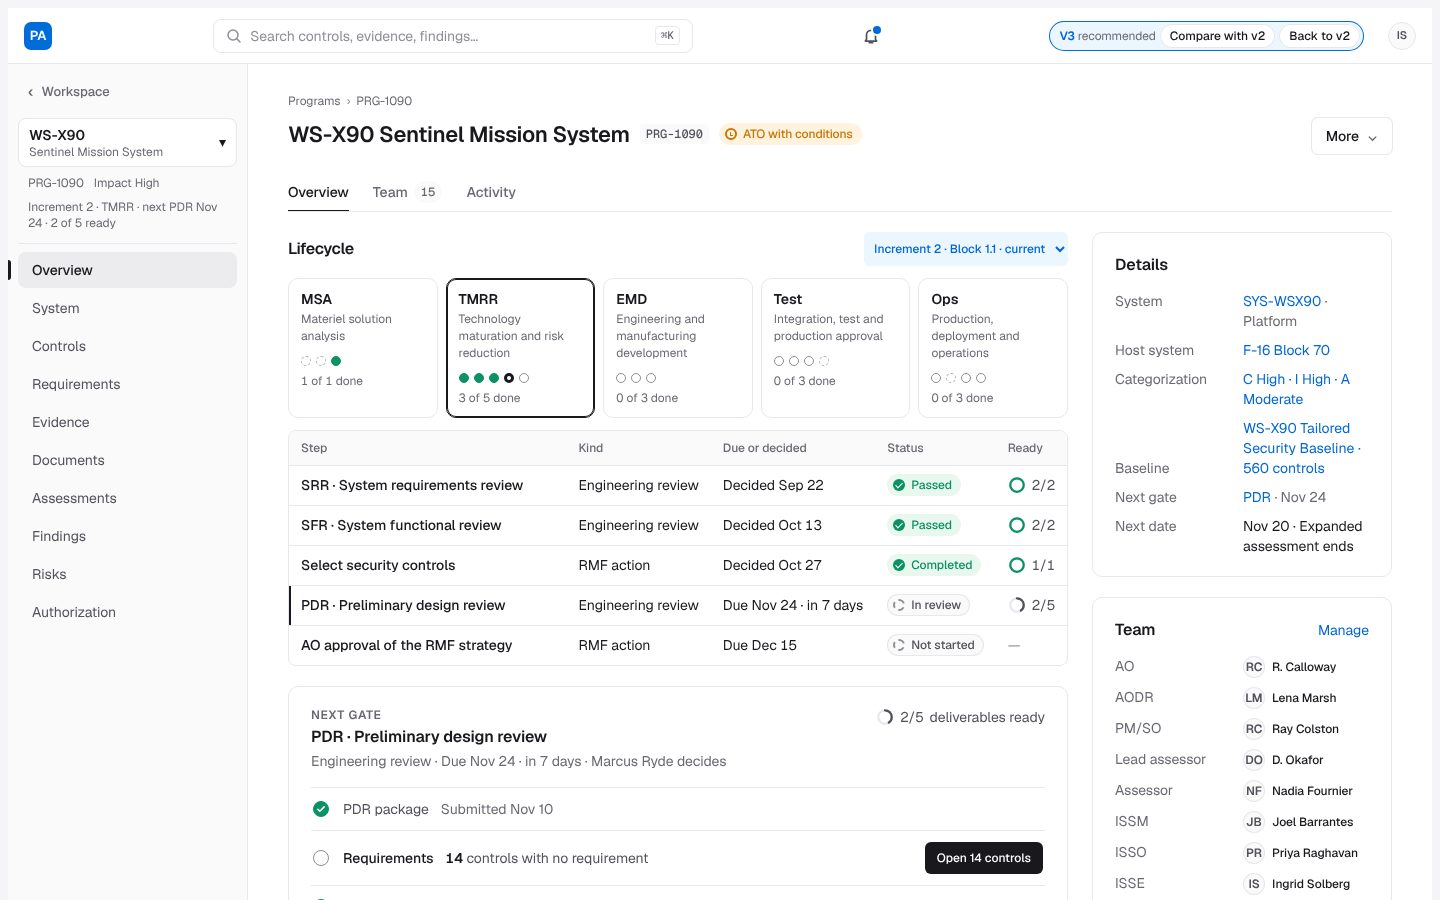 PA
Search controls, evidence, findings...
⌘K
V3 recommended
Compare with v2
Back to v2
IS
‹ Workspace
WS-X90
Sentinel Mission System
PRG-1090 Impact High
Increment 2 · TMRR · next PDR Nov
24 · 2 of 5 ready
Overview
System
Controls
Requirements
Evidence
Documents
Assessments
Findings
Risks
Authorization
Programs › PRG-1090
WS-X90 Sentinel Mission System
PRG-1090
ATO with conditions
More
Overview
Team 15
Activity
Lifecycle
Increment 2 · Block 1.1 · current
MSA
Materiel solution
analysis
1 of 1 done
TMRR
Technology
maturation and risk
reduction
3 of 5 done
EMD
Engineering and
manufacturing
development
0 of 3 done
Test
Integration, test and
production approval
0 of 3 done
Ops
Production,
deployment and
operations
0 of 3 done
Step Kind Due or decided Status Ready
SRR · System requirements review Engineering review Decided Sep 22 Passed 2/2
SFR · System functional review Engineering review Decided Oct 13 Passed 2/2
Select security controls RMF action Decided Oct 27 Completed 1/1
PDR · Preliminary design review Engineering review Due Nov 24 · in 7 days In review 2/5
AO approval of the RMF strategy RMF action Due Dec 15 Not started —
NEXT GATE
PDR · Preliminary design review
Engineering review · Due Nov 24 · in 7 days · Marcus Ryde decides
2/5 deliverables ready
PDR package Submitted Nov 10
Requirements 14 controls with no requirement
Open 14 controls
Details
System SYS-WSX90 ·
Platform
Host system F-16 Block 70
Categorization C High · I High · A
Moderate
WS-X90 Tailored
Security Baseline ·
Baseline 560 controls
Next gate PDR · Nov 24
Next date Nov 20 · Expanded
assessment ends
Team Manage
AO RC R. Calloway
AODR LM Lena Marsh
PM/SO RC Ray Colston
Lead assessor DO D. Okafor
Assessor NF Nadia Fournier
ISSM JB Joel Barrantes
ISSO PR Priya Raghavan
ISSE IS Ingrid Solberg